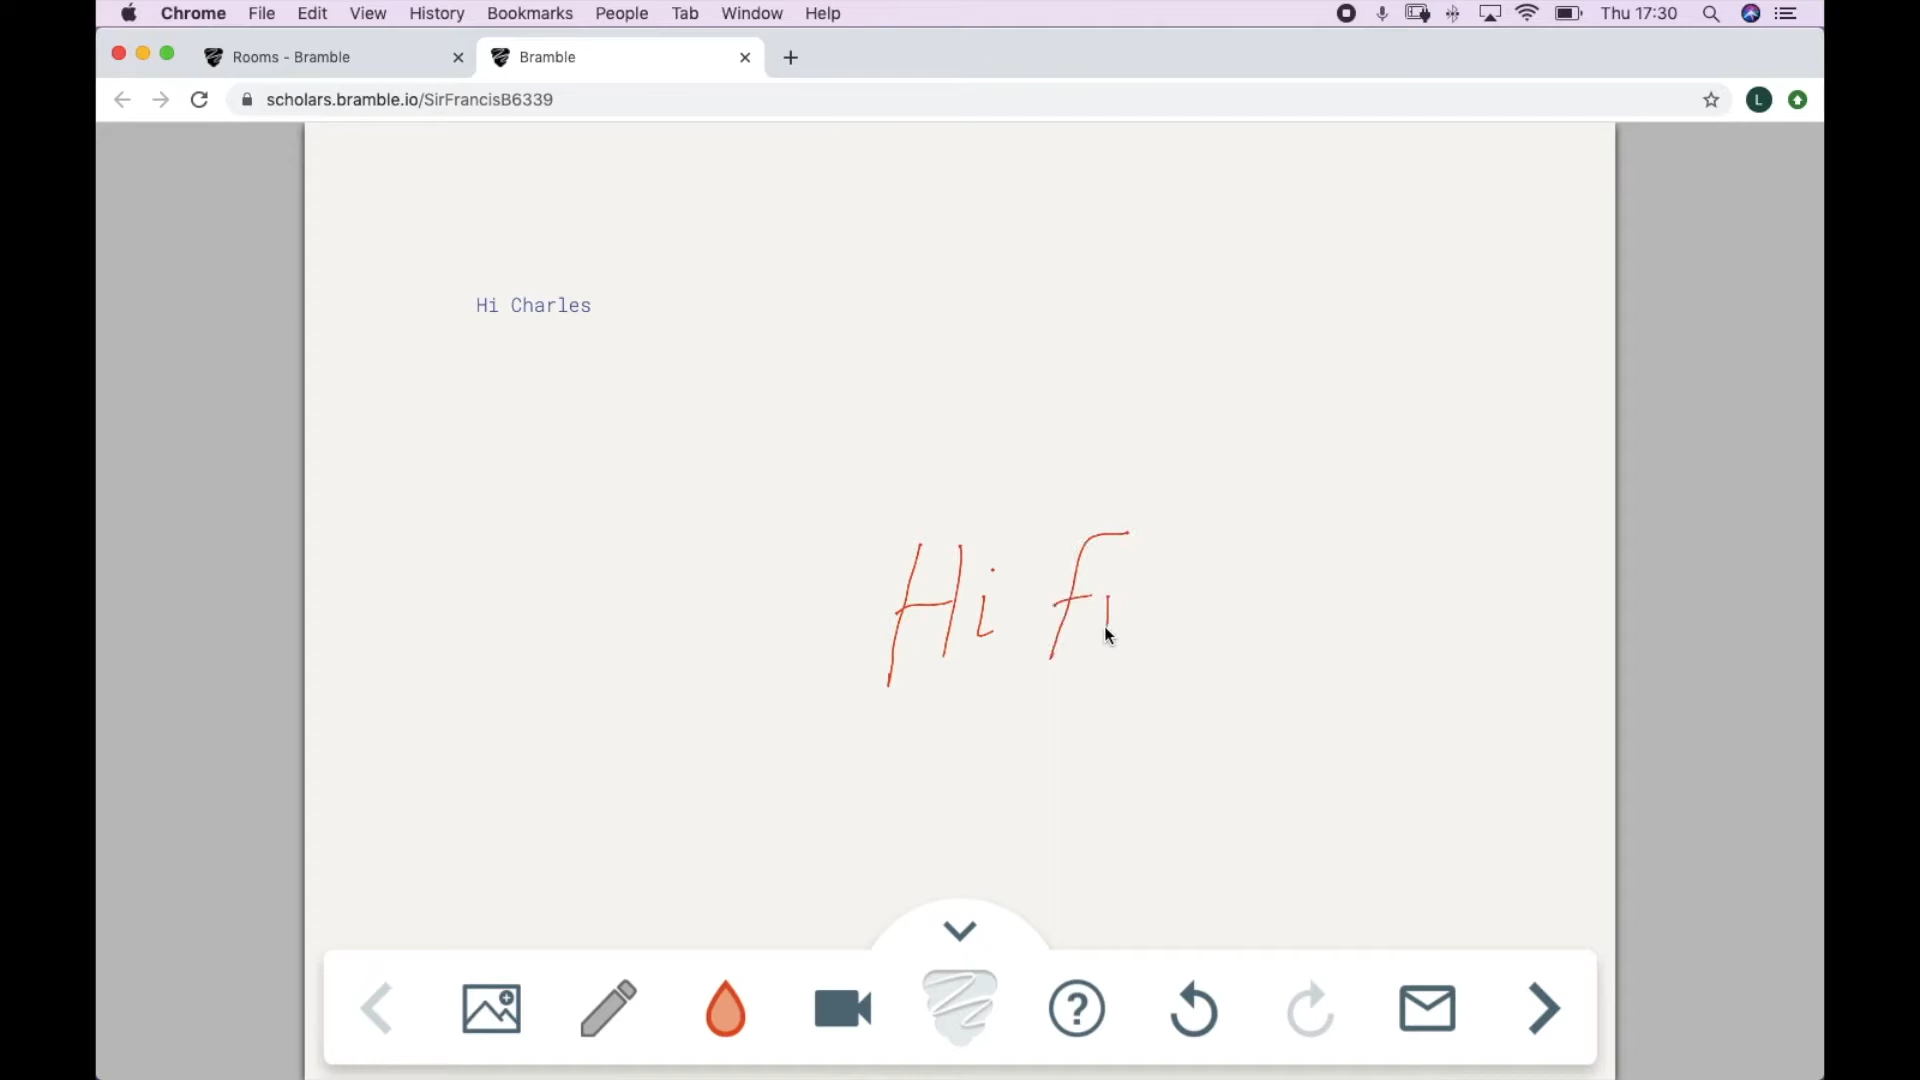 Chrome File Edit View History Bookmarks People Tab Window Help Thu 17:30
Rooms - Bramble Bramble
scholars.bramble.io/SirFrancisB6339 L
Hi Charles
Hi Fr